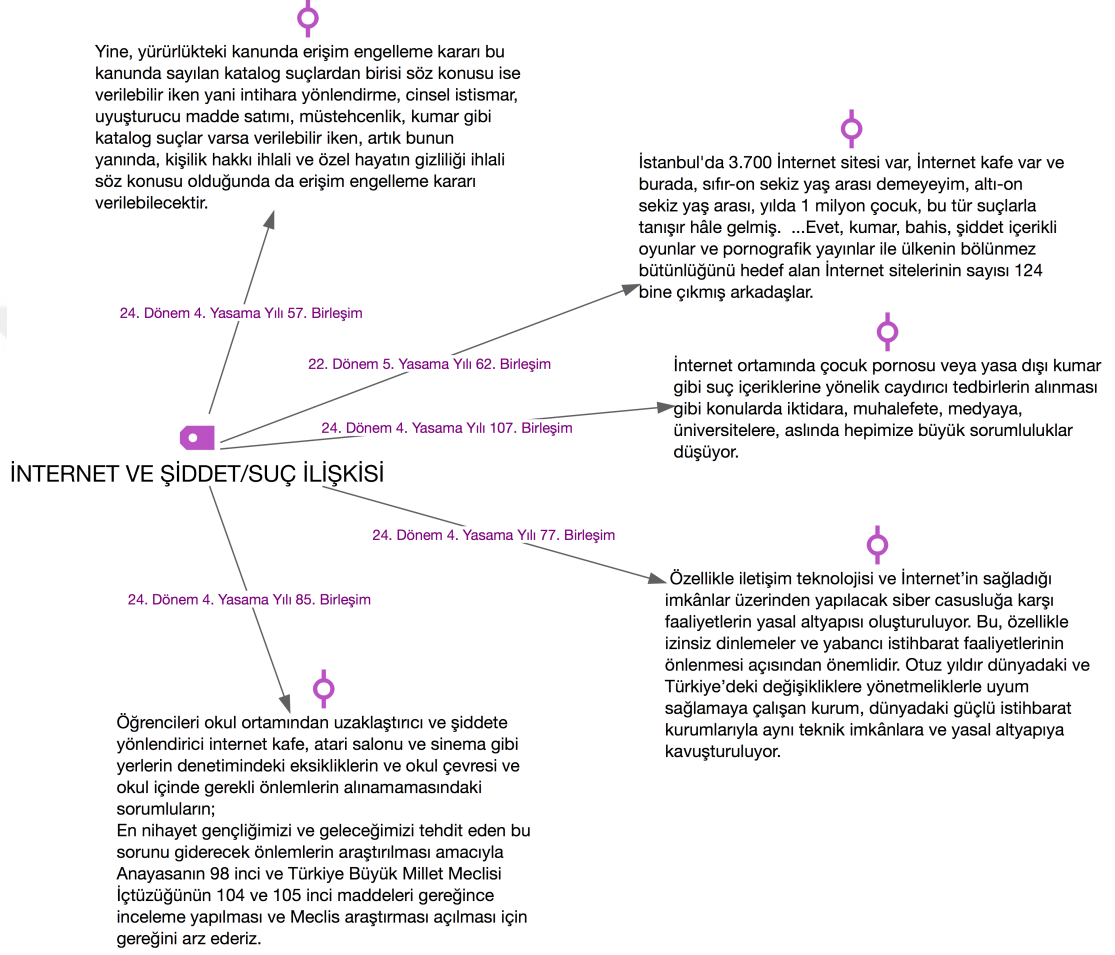 Yine, yürürlükteki kanunda erişim engelleme kararı bu
kanunda sayılan katalog suçlardan birisi söz konusu ise
verilebilir iken yani intihara yönlendirme, cinsel istismar,
uyuşturucu madde satımı, müstehcenlik, kumar gibi
katalog suçlar varsa verilebilir iken, artık bunun
yanında, kişilik hakkı ihlali ve özel hayatın gizliliği ihlali
söz konusu olduğunda da erişim engelleme kararı
verilebilecektir.
İstanbul'da 3.700 İnternet sitesi var, İnternet kafe var ve
burada, sıfır-on sekiz yaş arası demeyeyim, altı-on
sekiz yaş arası, yılda 1 milyon çocuk, bu tür suçlarla
tanışır hâle gelmiş.  ...Evet, kumar, bahis, şiddet içerikli
oyunlar ve pornografik yayınlar ile ülkenin bölünmez
bütünlüğünü hedef alan İnternet sitelerinin sayısı 124
bine çıkmış arkadaşlar.
24. Dönem 4. Yasama Yılı 57. Birleşim
22. Dönem 5. Yasama Yılı 62. Birleşim
İnternet ortamında çocuk pornosu veya yasa dışı kumar
gibi suç içeriklerine yönelik caydırıcı tedbirlerin alınması
gibi konularda iktidara, muhalefete, medyaya,
üniversitelere, aslında hepimize büyük sorumluluklar
düşüyor.
24. Dönem 4. Yasama Yılı 107. Birleşim
İNTERNET VE ŞİDDET/SUÇ İLİŞKİSİ
24. Dönem 4. Yasama Yılı 77. Birleşim
Özellikle iletişim teknolojisi ve İnternet’in sağladığı
imkânlar üzerinden yapılacak siber casusluğa karşı
faaliyetlerin yasal altyapısı oluşturuluyor. Bu, özellikle
izinsiz dinlemeler ve yabancı istihbarat faaliyetlerinin
önlenmesi açısından önemlidir. Otuz yıldır dünyadaki ve
Türkiye’deki değişikliklere yönetmeliklerle uyum
sağlamaya çalışan kurum, dünyadaki güçlü istihbarat
kurumlarıyla aynı teknik imkânlara ve yasal altyapıya
kavuşturuluyor.
24. Dönem 4. Yasama Yılı 85. Birleşim
Öğrencileri okul ortamından uzaklaştırıcı ve şiddete
yönlendirici internet kafe, atari salonu ve sinema gibi
yerlerin denetimindeki eksikliklerin ve okul çevresi ve
okul içinde gerekli önlemlerin alınamamasındaki
sorumluların;
En nihayet gençliğimizi ve geleceğimizi tehdit eden bu
sorunu giderecek önlemlerin araştırılması amacıyla
Anayasanın 98 inci ve Türkiye Büyük Millet Meclisi
İçtüzüğünün 104 ve 105 inci maddeleri gereğince
inceleme yapılması ve Meclis araştırması açılması için
gereğini arz ederiz.